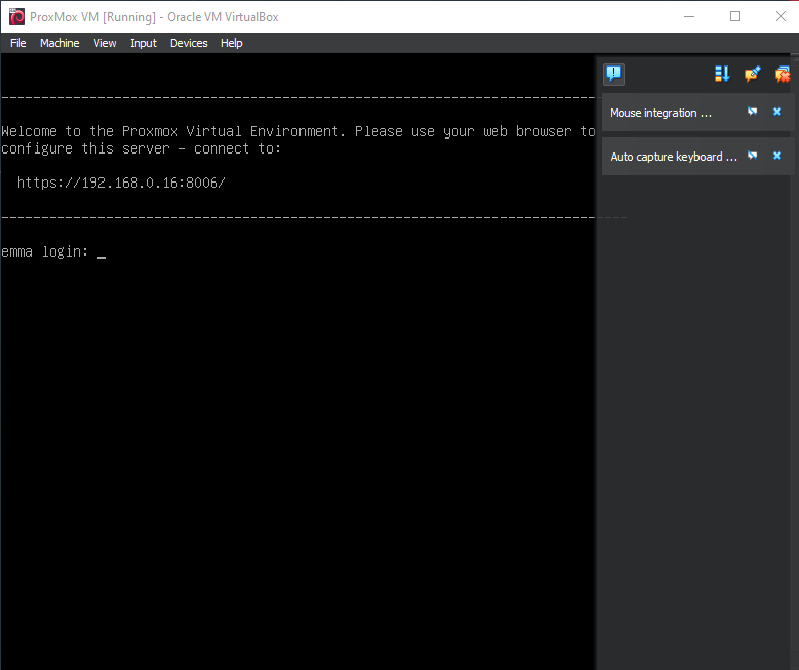 ProxMox VM [Running] - Oracle VM VirtualBox
File Machine View Input Devices Help
--------------------------------------------------------------------------------
Welcome to the Proxmox Virtual Environment. Please use your web browser to
configure this server - connect to:
https://192.168.0.16:8006/
--------------------------------------------------------------------------------
emma login: _
Mouse integration ...
Auto capture keyboard ...